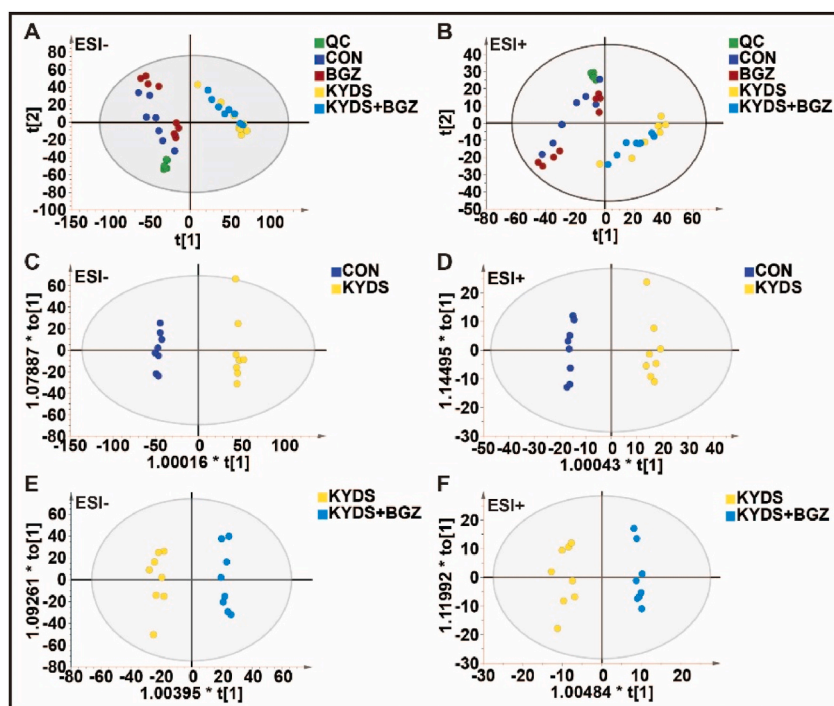 A
ESI-
80
60
40
20
0
-20
-40
-60
-80
-100
t[2]
-150 -100 -50 0 50 100 150
t[1]
QC
CON
BGZ
KYDS
KYDS+BGZ
B
ESI+
50
40
30
20
10
0
-10
-20
-30
-40
-50
t[2]
-80 -60 -40 -20 0 20 40 60
t[1]
QC
CON
BGZ
KYDS
KYDS+BGZ
C
ESI-
60
40
20
0
-20
-40
-60
-80
1.07887 * to[1]
-150 -100 -50 0 50 100
1.00016 * t[1]
CON
KYDS
D
ESI+
20
10
0
-10
-20
-30
1.14495 * to[1]
-50 -40 -30 -20 -10 0 10 20 30 40
1.00043 * t[1]
CON
KYDS
E
ESI-
60
40
20
0
-20
-40
-60
-80
1.09261 * to[1]
-80 -60 -40 -20 0 20 40 60
1.00395 * t[1]
KYDS
KYDS+BGZ
F
ESI+
20
10
0
-10
-20
-30
1.11992 * to[1]
-30 -20 -10 0 10 20
1.00484 * t[1]
KYDS
KYDS+BGZ